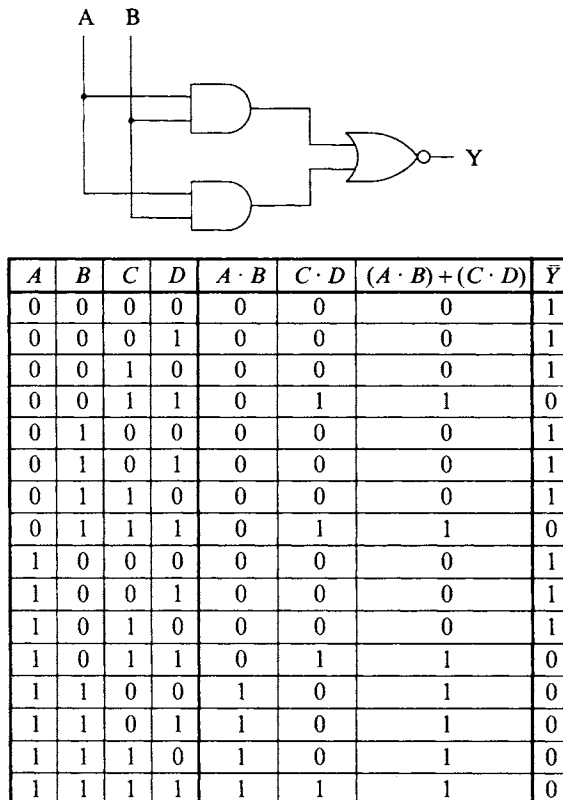 A B
Y
A B C D A · B C · D (A · B) + (C · D) Ȳ
0 0 0 0 0 0 0 1
0 0 0 1 0 0 0 1
0 0 1 0 0 0 0 1
0 0 1 1 0 1 1 0
0 1 0 0 0 0 0 1
0 1 0 1 0 0 0 1
0 1 1 0 0 0 0 1
0 1 1 1 0 1 1 0
1 0 0 0 0 0 0 1
1 0 0 1 0 0 0 1
1 0 1 0 0 0 0 1
1 0 1 1 0 1 1 0
1 1 0 0 1 0 1 0
1 1 0 1 1 0 1 0
1 1 1 0 1 0 1 0
1 1 1 1 1 1 1 0